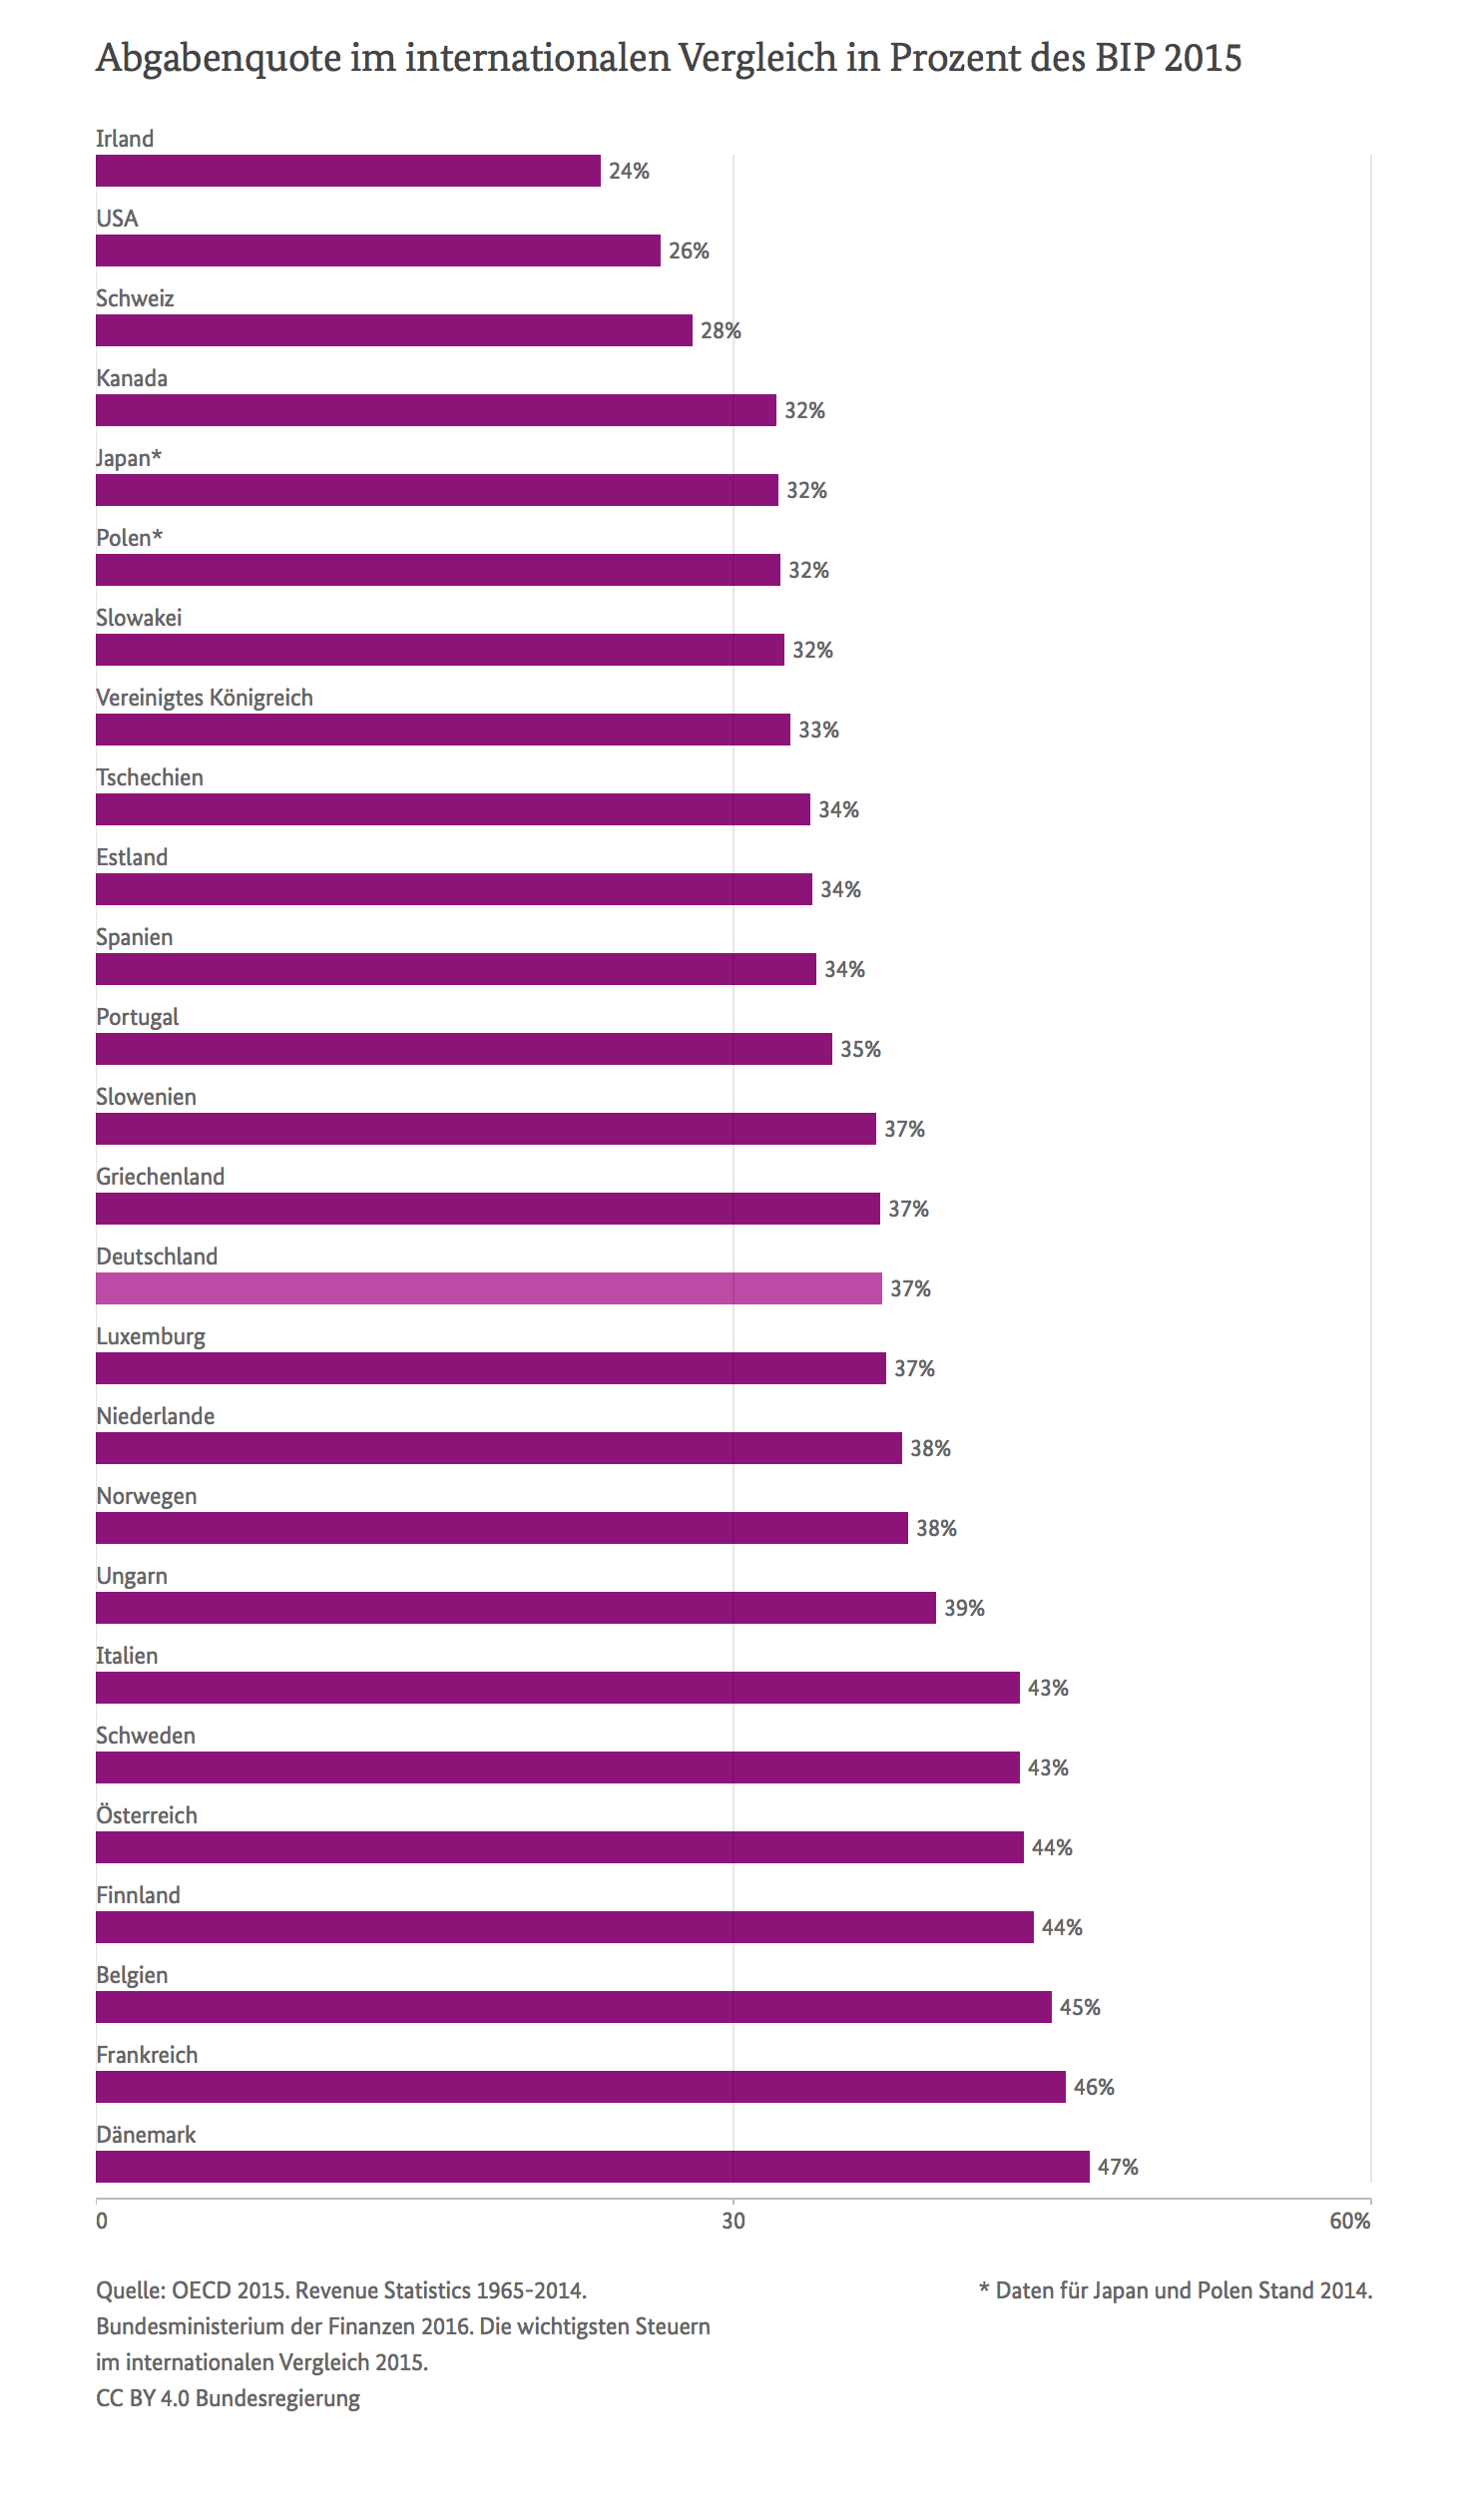 Abgabenquote im internationalen Vergleich in Prozent des BIP 2015
Irland
24%
USA
26%
Schweiz
28%
Kanada
32%
Japan*
32%
Polen*
32%
Slowakei
32%
Vereinigtes Königreich
33%
Tschechien
34%
Estland
34%
Spanien
34%
Portugal
35%
Slowenien
37%
Griechenland
37%
Deutschland
37%
Luxemburg
37%
Niederlande
38%
Norwegen
38%
Ungarn
39%
Italien
43%
Schweden
43%
Österreich
44%
Finnland
44%
Belgien
45%
Frankreich
46%
Dänemark
47%
0 30 60%
Quelle: OECD 2015. Revenue Statistics 1965-2014.
Bundesministerium der Finanzen 2016. Die wichtigsten Steuern
im internationalen Vergleich 2015.
CC BY 4.0 Bundesregierung
* Daten für Japan und Polen Stand 2014.